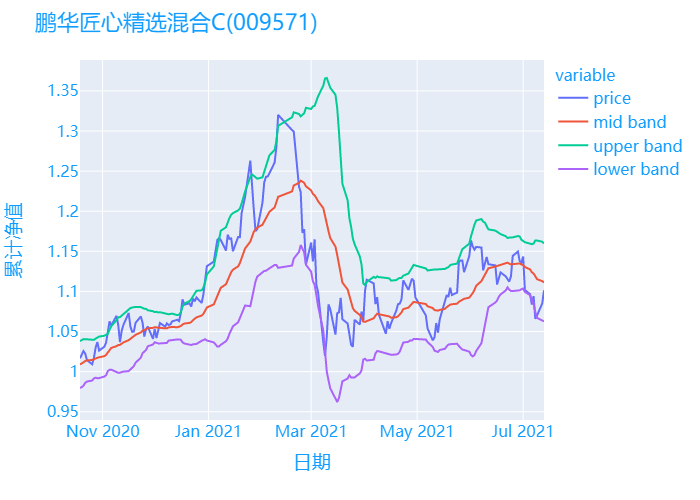 鹏华匠心精选混合C(009571)
variable
price
mid band
upper band
lower band
累计净值
1.35
1.3
1.25
1.2
1.15
1.1
1.05
1
0.95
Nov 2020
Jan 2021
Mar 2021
May 2021
Jul 2021
日期